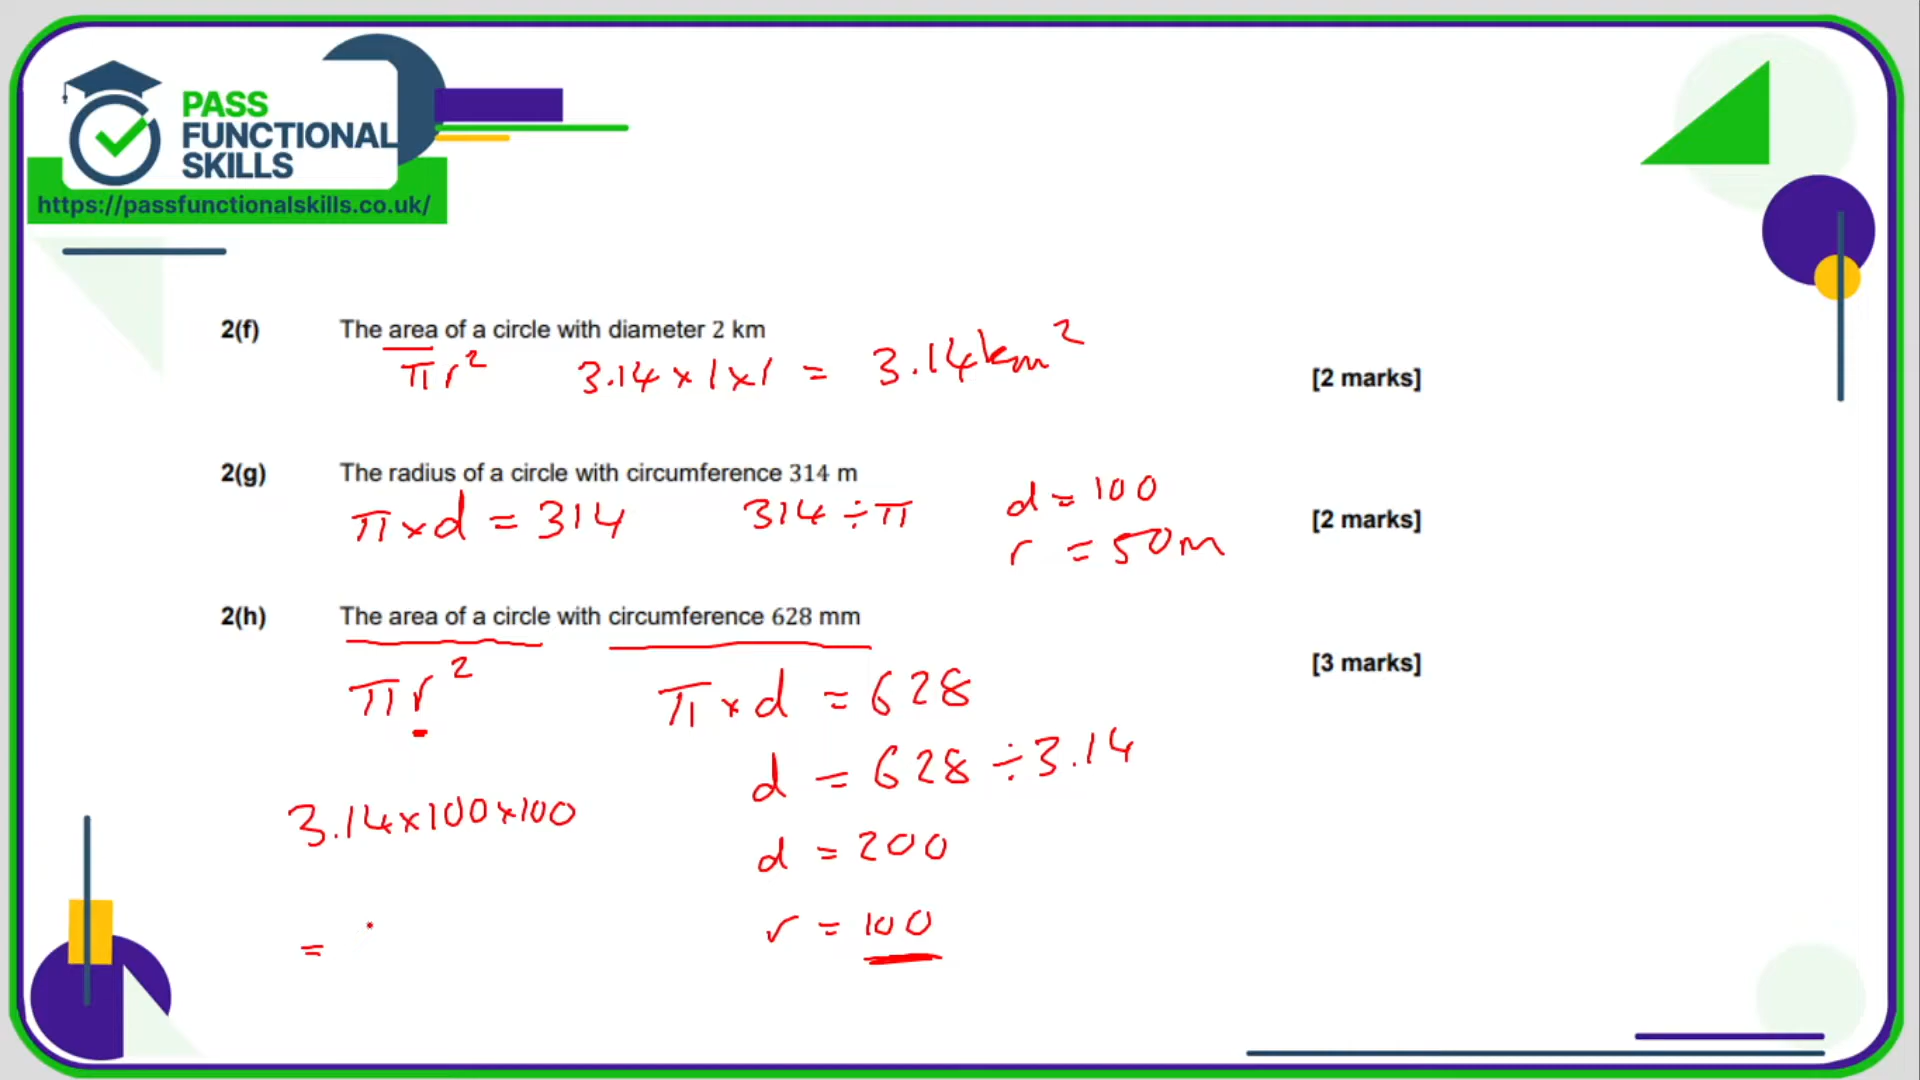 PASS
FUNCTIONAL
SKILLS
https://passfunctionalskills.co.uk/
2(f) The area of a circle with diameter 2 km
πr² 3.14 × 1 × 1 = 3.14km²
[2 marks]
2(g) The radius of a circle with circumference 314 m
π × d = 314 314 ÷ π d = 100
[2 marks]
r = 50m
2(h) The area of a circle with circumference 628 mm
[3 marks]
πr² π × d = 628
d = 628 ÷ 3.14
3.14 × 100 × 100
d = 200
= r = 100